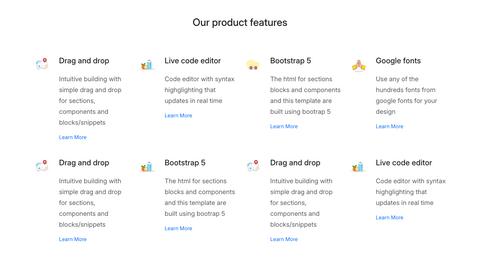 Our product features
Drag and drop
Intuitive building with
simple drag and drop
for sections,
components and
blocks/snippets
Learn More
Live code editor
Code editor with syntax
highglighting that
updates in real time
Learn More
Bootstrap 5
The html for sections
blocks and components
and this template are
built using bootrap 5
Learn More
Google fonts
Use any of the
hundreds fonts from
google fonts for your
design
Learn More
Drag and drop
Intuitive building with
simple drag and drop
for sections,
components and
blocks/snippets
Learn More
Bootstrap 5
The html for sections
blocks and components
and this template are
built using bootrap 5
Learn More
Drag and drop
Intuitive building with
simple drag and drop
for sections,
components and
blocks/snippets
Learn More
Live code editor
Code editor with syntax
highglighting that
updates in real time
Learn More